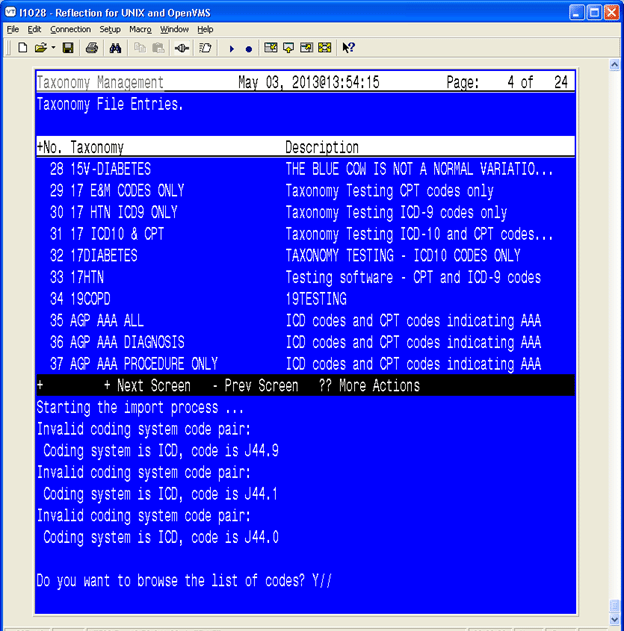 I1028 - Reflection for UNIX and OpenVMS
File Edit Connection Setup Macro Window Help
Taxonomy Management May 03, 2013@13:54:15 Page: 4 of 24
Taxonomy File Entries.
+No. Taxonomy Description
28 15V-DIABETES THE BLUE COW IS NOT A NORMAL VARIATIO...
29 17 E&M CODES ONLY Taxonomy Testing CPT codes only
30 17 HTN ICD9 ONLY Taxonomy Testing ICD-9 codes only
31 17 ICD10 & CPT Taxonomy Testing ICD-10 and CPT codes...
32 17DIABETES TAXONOMY TESTING - ICD10 CODES ONLY
33 17HTN Testing software - CPT and ICD-9 codes
34 19COPD 19TESTING
35 AGP AAA ALL ICD codes and CPT codes indicating AAA
36 AGP AAA DIAGNOSIS ICD codes and CPT codes indicating AAA
37 AGP AAA PROCEDURE ONLY ICD codes and CPT codes indicating AAA
+ + Next Screen - Prev Screen ?? More Actions
Starting the import process ...
Invalid coding system code pair:
Coding system is ICD, code is J44.9
Invalid coding system code pair:
Coding system is ICD, code is J44.1
Invalid coding system code pair:
Coding system is ICD, code is J44.0
Do you want to browse the list of codes? Y//